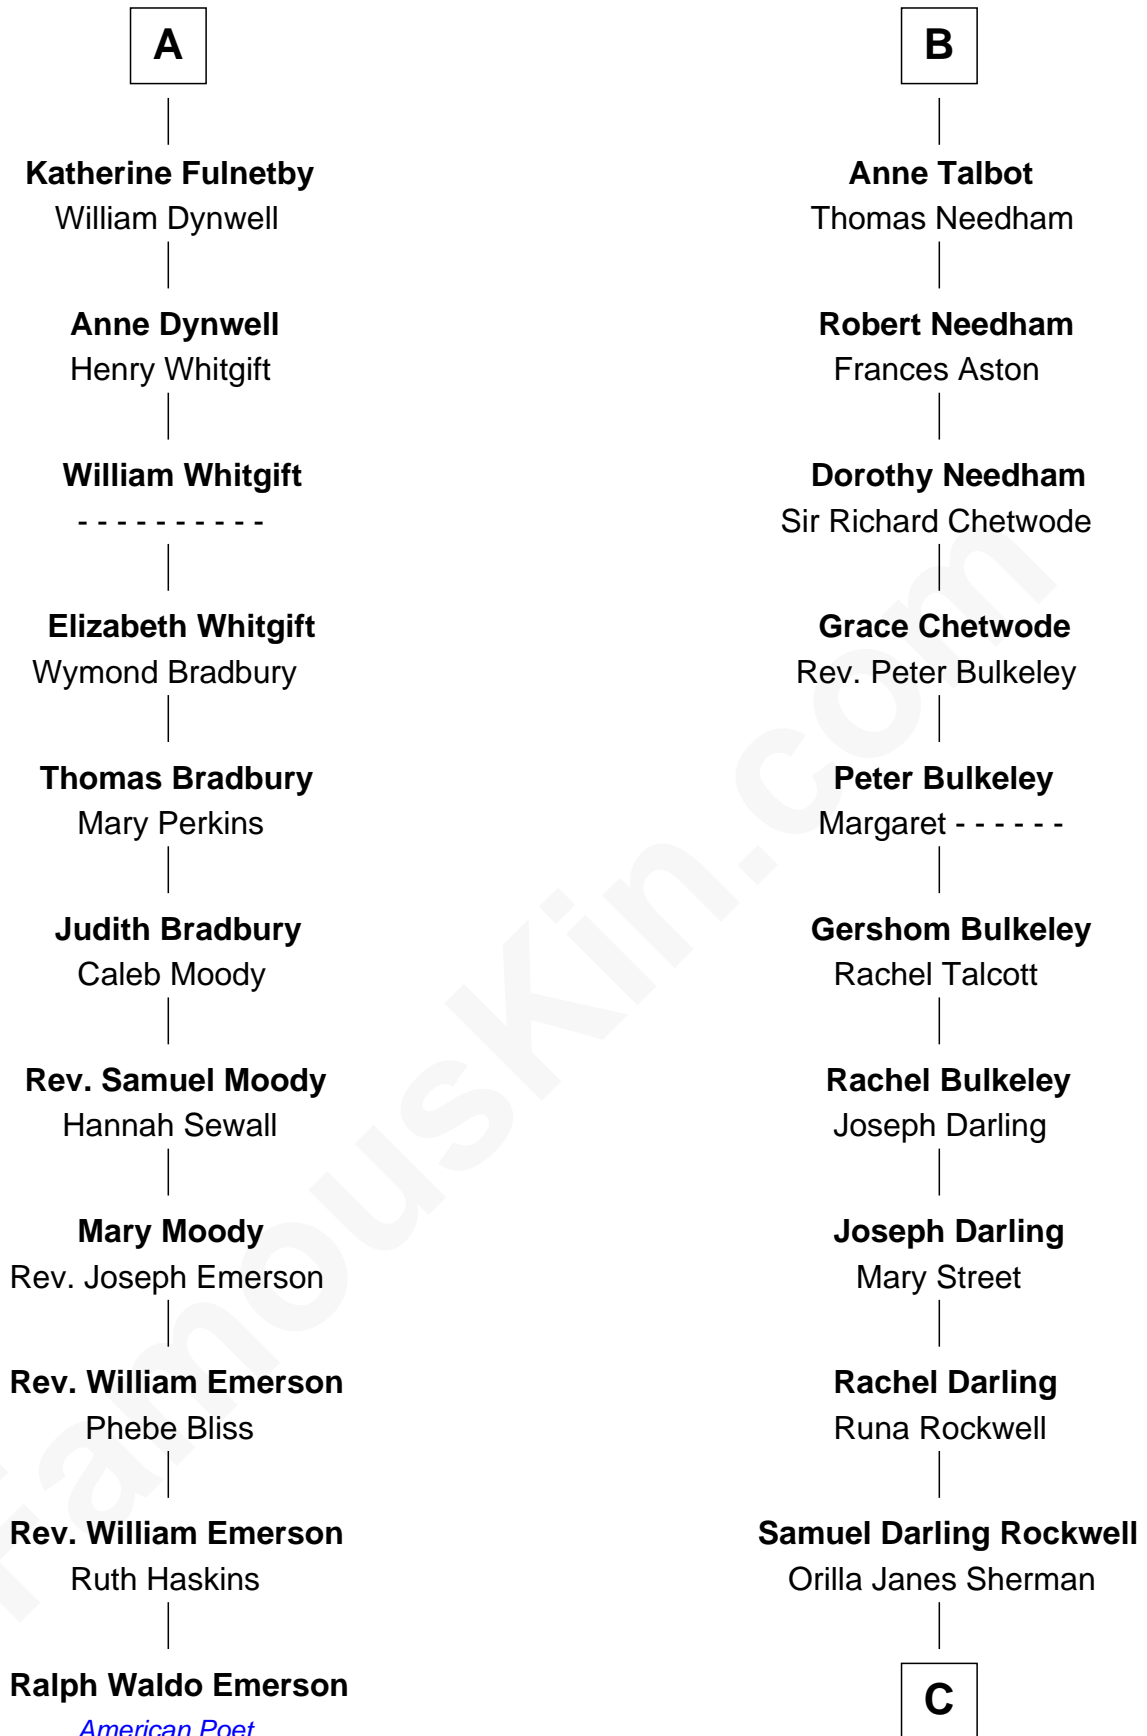 A
Katherine Fulnetby
William Dynwell
Anne Dynwell
Henry Whitgift
William Whitgift
- - - - - - - - - -
Elizabeth Whitgift
Wymond Bradbury
Thomas Bradbury
Mary Perkins
Judith Bradbury
Caleb Moody
Rev. Samuel Moody
Hannah Sewall
Mary Moody
Rev. Joseph Emerson
Rev. William Emerson
Phebe Bliss
Rev. William Emerson
Ruth Haskins
Ralph Waldo Emerson
American Poet
B
Anne Talbot
Thomas Needham
Robert Needham
Frances Aston
Dorothy Needham
Sir Richard Chetwode
Grace Chetwode
Rev. Peter Bulkeley
Peter Bulkeley
Margaret - - - - - -
Gershom Bulkeley
Rachel Talcott
Rachel Bulkeley
Joseph Darling
Joseph Darling
Mary Street
Rachel Darling
Runa Rockwell
Samuel Darling Rockwell
Orilla Janes Sherman
C
FamousKin.com